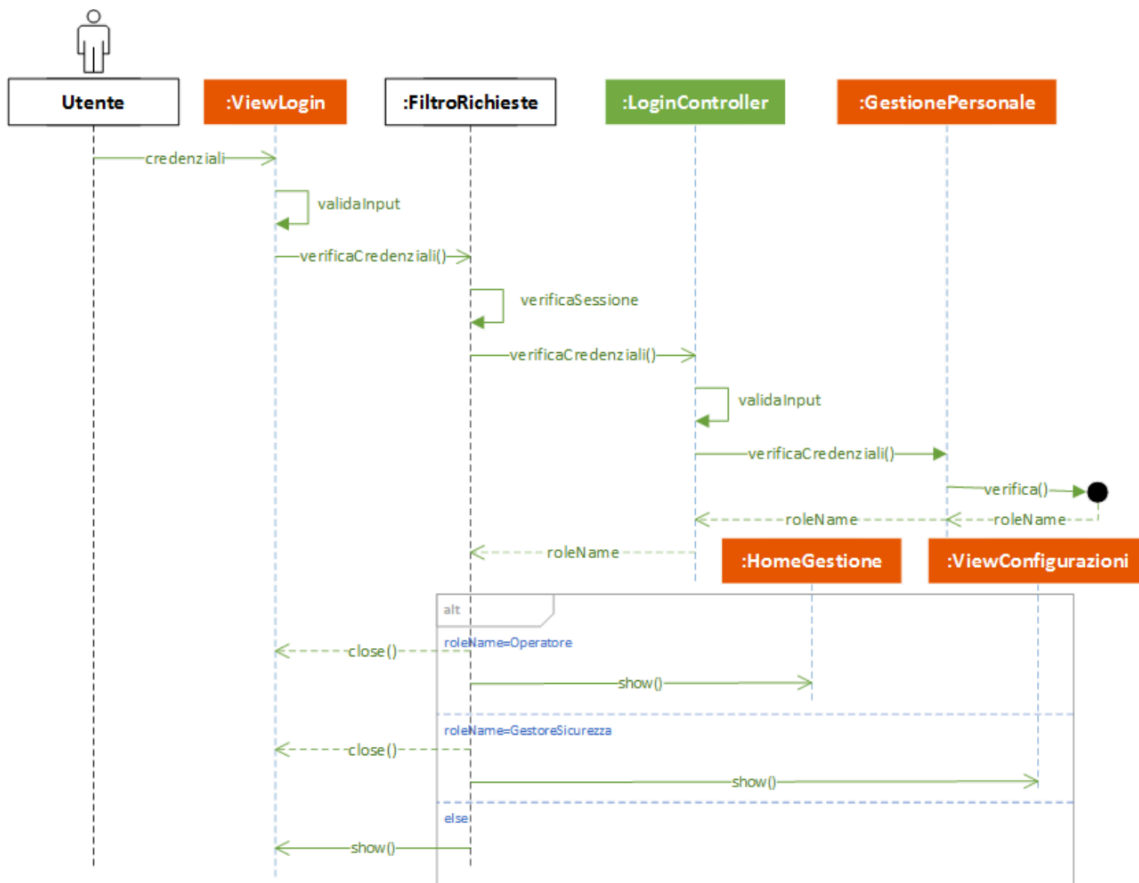 Utente
:ViewLogin
:FiltroRichieste
:LoginController
:GestionePersonale
credenziali
validaInput
verificaCredenziali()
verificaSessione
verificaCredenziali()
validaInput
verificaCredenziali()
verifica()
roleName
roleName
roleName
:HomeGestione
:ViewConfigurazioni
alt
roleName=Operatore
close()
show()
roleName=GestoreSicurezza
close()
show()
else
show()